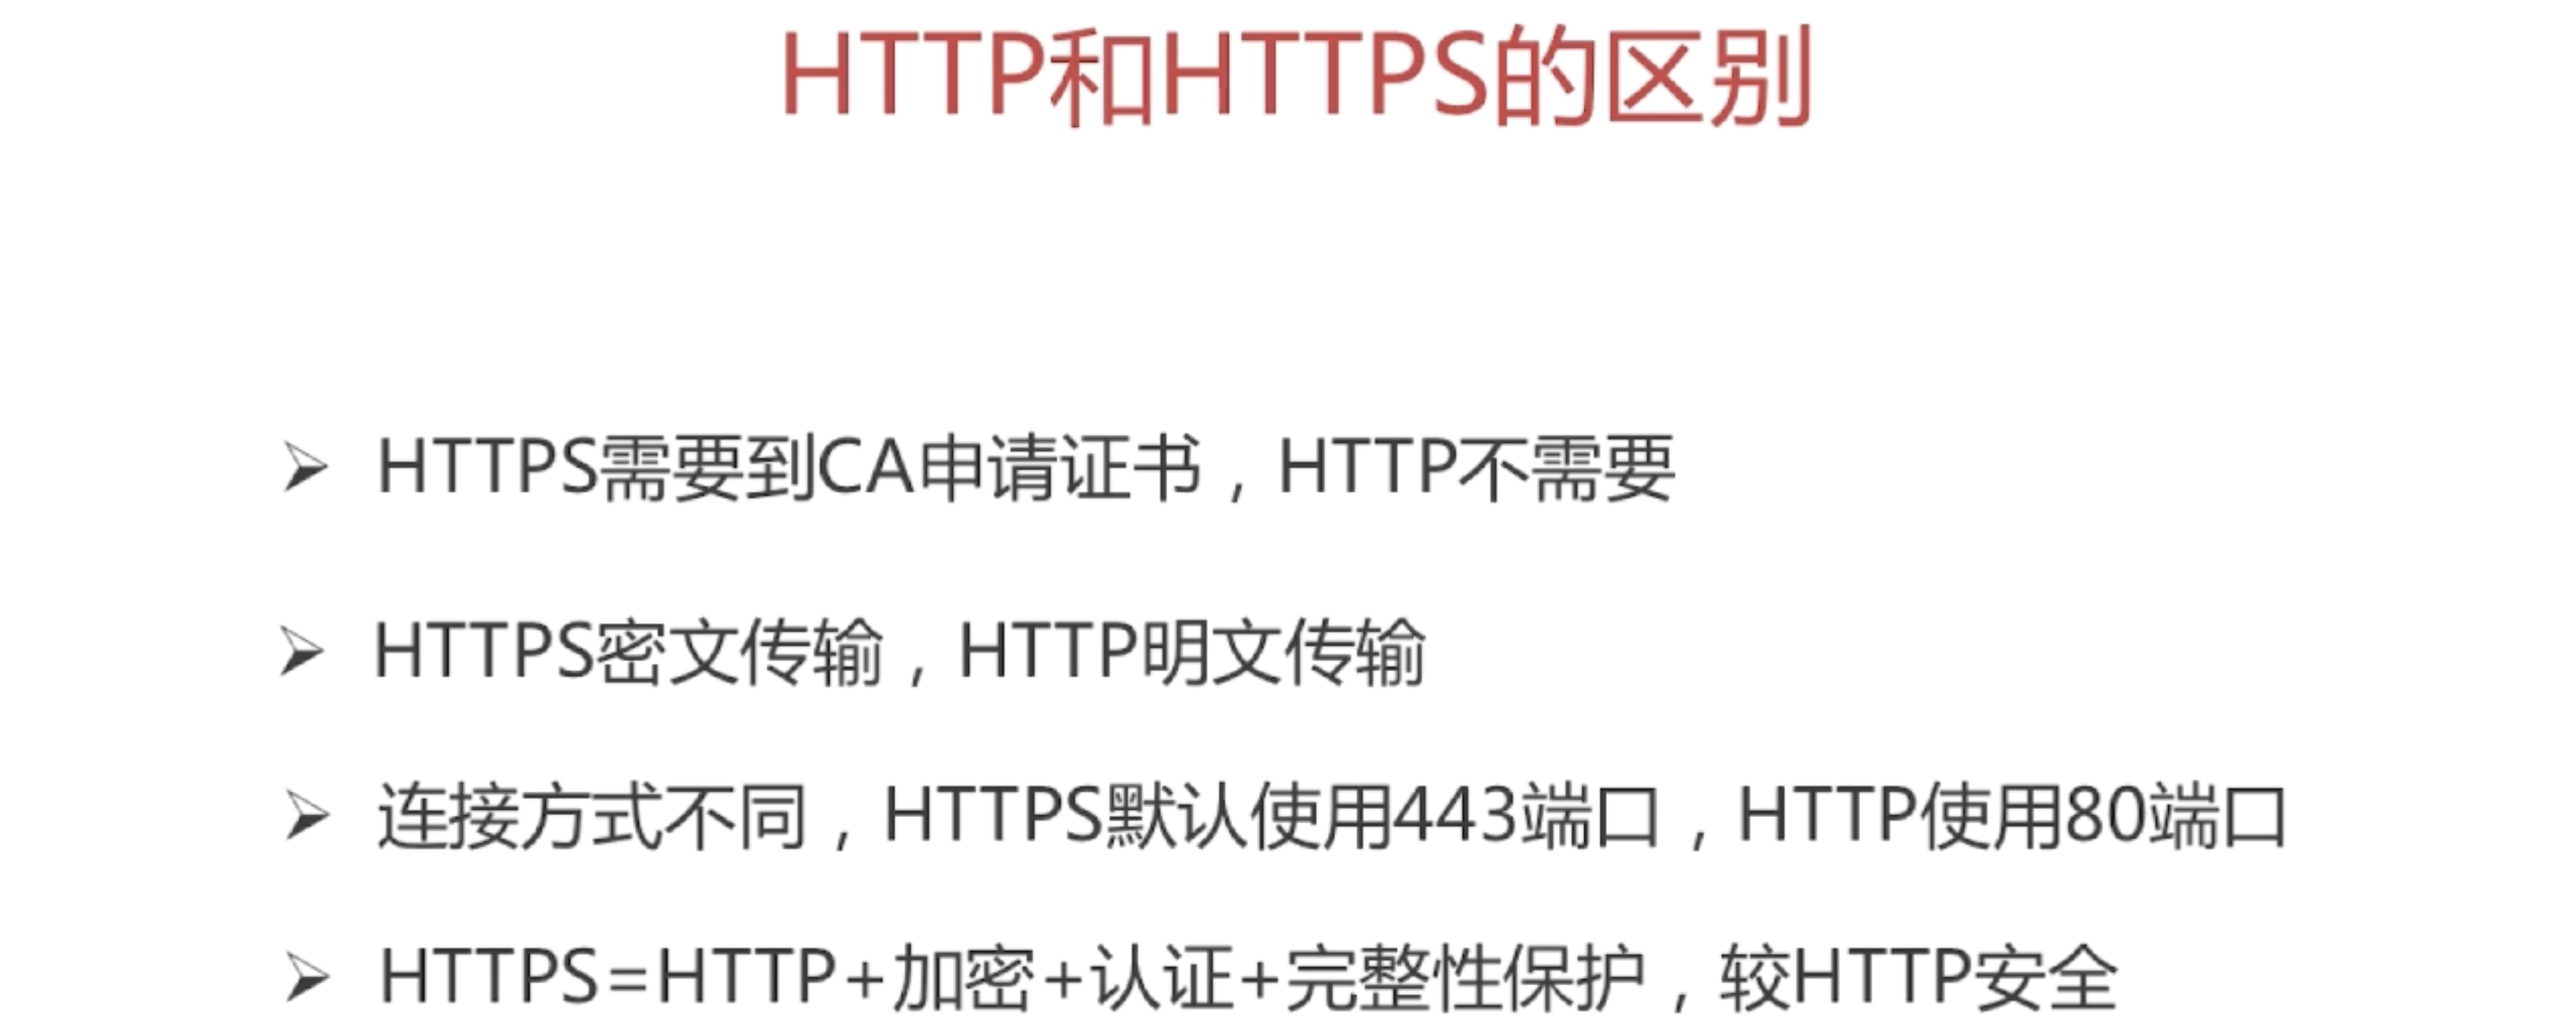 HTTP和HTTPS的区别
➢ HTTPS需要到CA申请证书，HTTP不需要
➢ HTTPS密文传输，HTTP明文传输
➢ 连接方式不同，HTTPS默认使用443端口，HTTP使用80端口
➢ HTTPS=HTTP+加密+认证+完整性保护，较HTTP安全